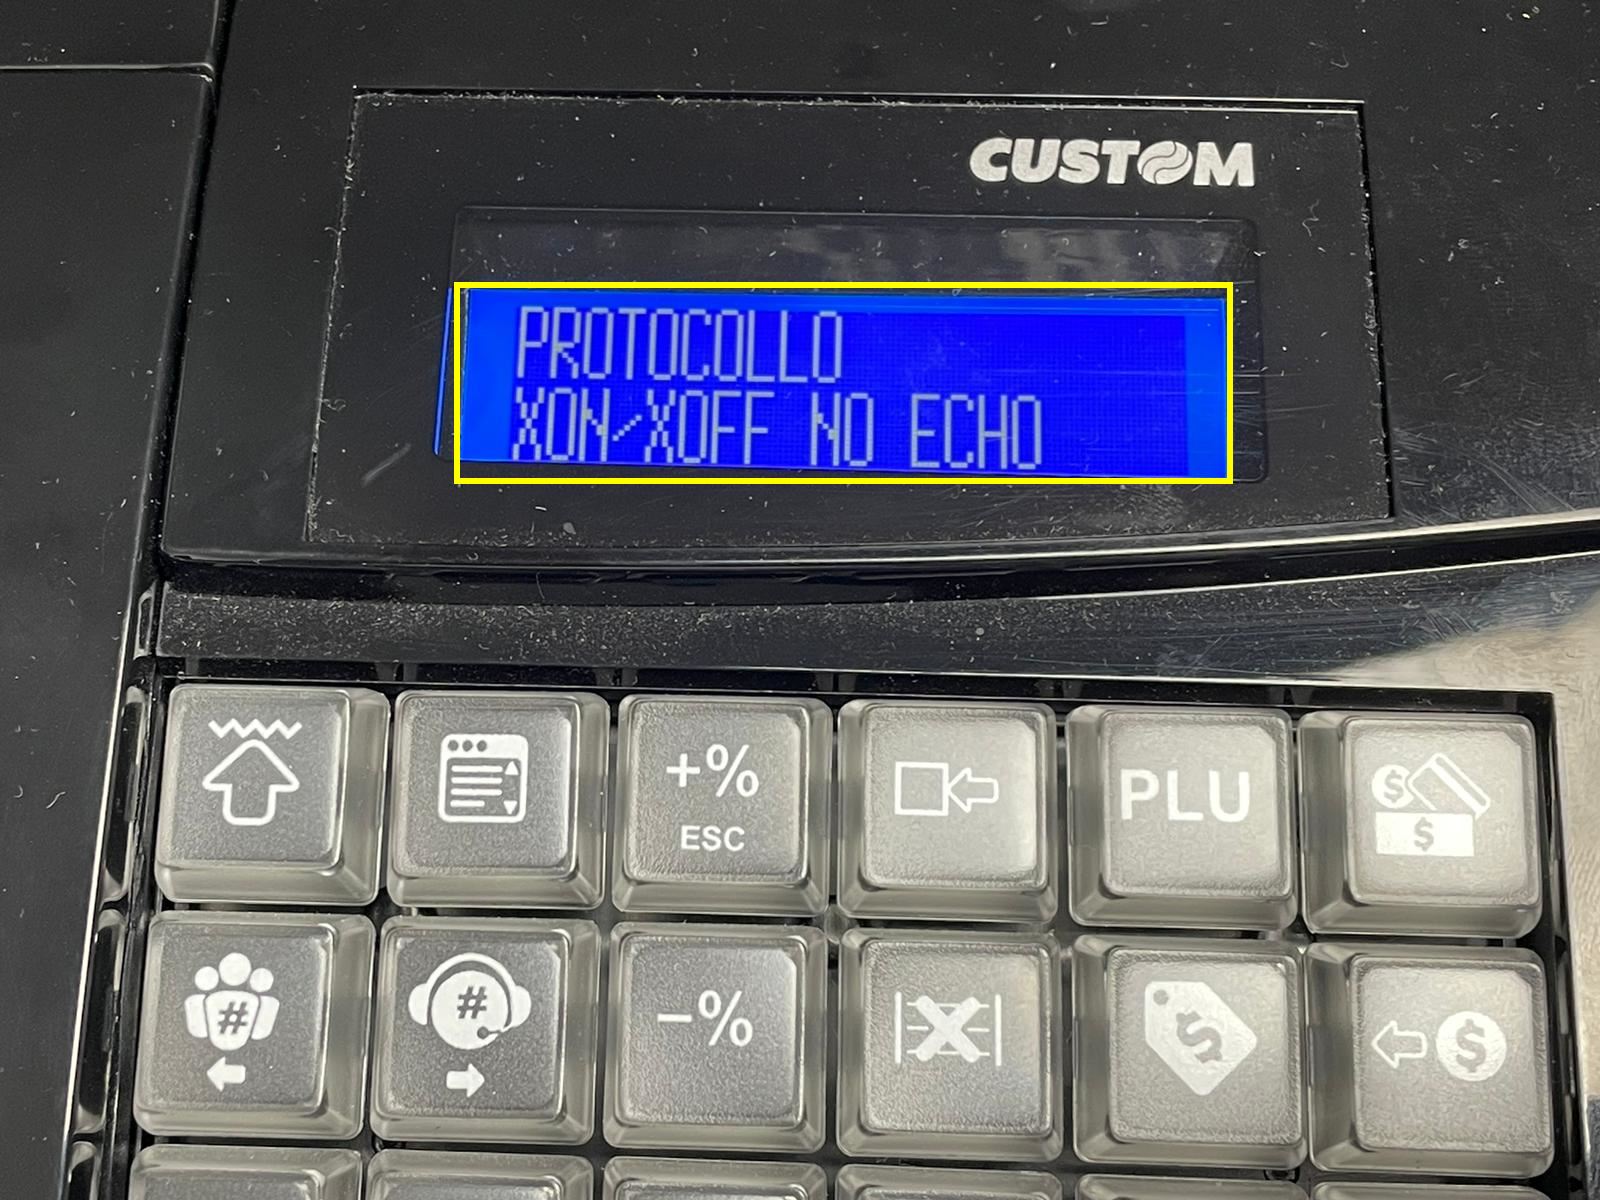 CUSTOM
PROTOCOLLO
XON/XOFF NO ECHO
+%
ESC
PLU
$
$
#
#
-%
$
$